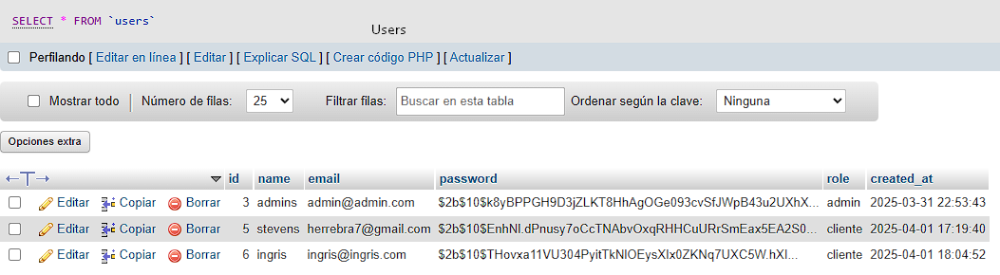 SELECT * FROM `users`
Users
Perfilando [ Editar en línea ] [ Editar ] [ Explicar SQL ] [ Crear código PHP ] [ Actualizar ]
Mostrar todo Número de filas: 25 Filtrar filas: Buscar en esta tabla Ordenar según la clave: Ninguna
Opciones extra
←T→ id name email password role created_at
Editar Copiar Borrar 3 admins admin@admin.com $2b$10$k8yBPPGH9D3jZLKT8HhAgOGe093cvSfJWpB43u2UXhX... admin 2025-03-31 22:53:43
Editar Copiar Borrar 5 stevens herrebra7@gmail.com $2b$10$EnhNI.dPnusy7oCcTNAbvOxqRHHCuURrSmEax5EA2S0... cliente 2025-04-01 17:19:40
Editar Copiar Borrar 6 ingris ingris@ingris.com $2b$10$THovxa11VU304PyitTkNlOEysXIx0ZKNq7UXC5W.hXI... cliente 2025-04-01 18:04:52